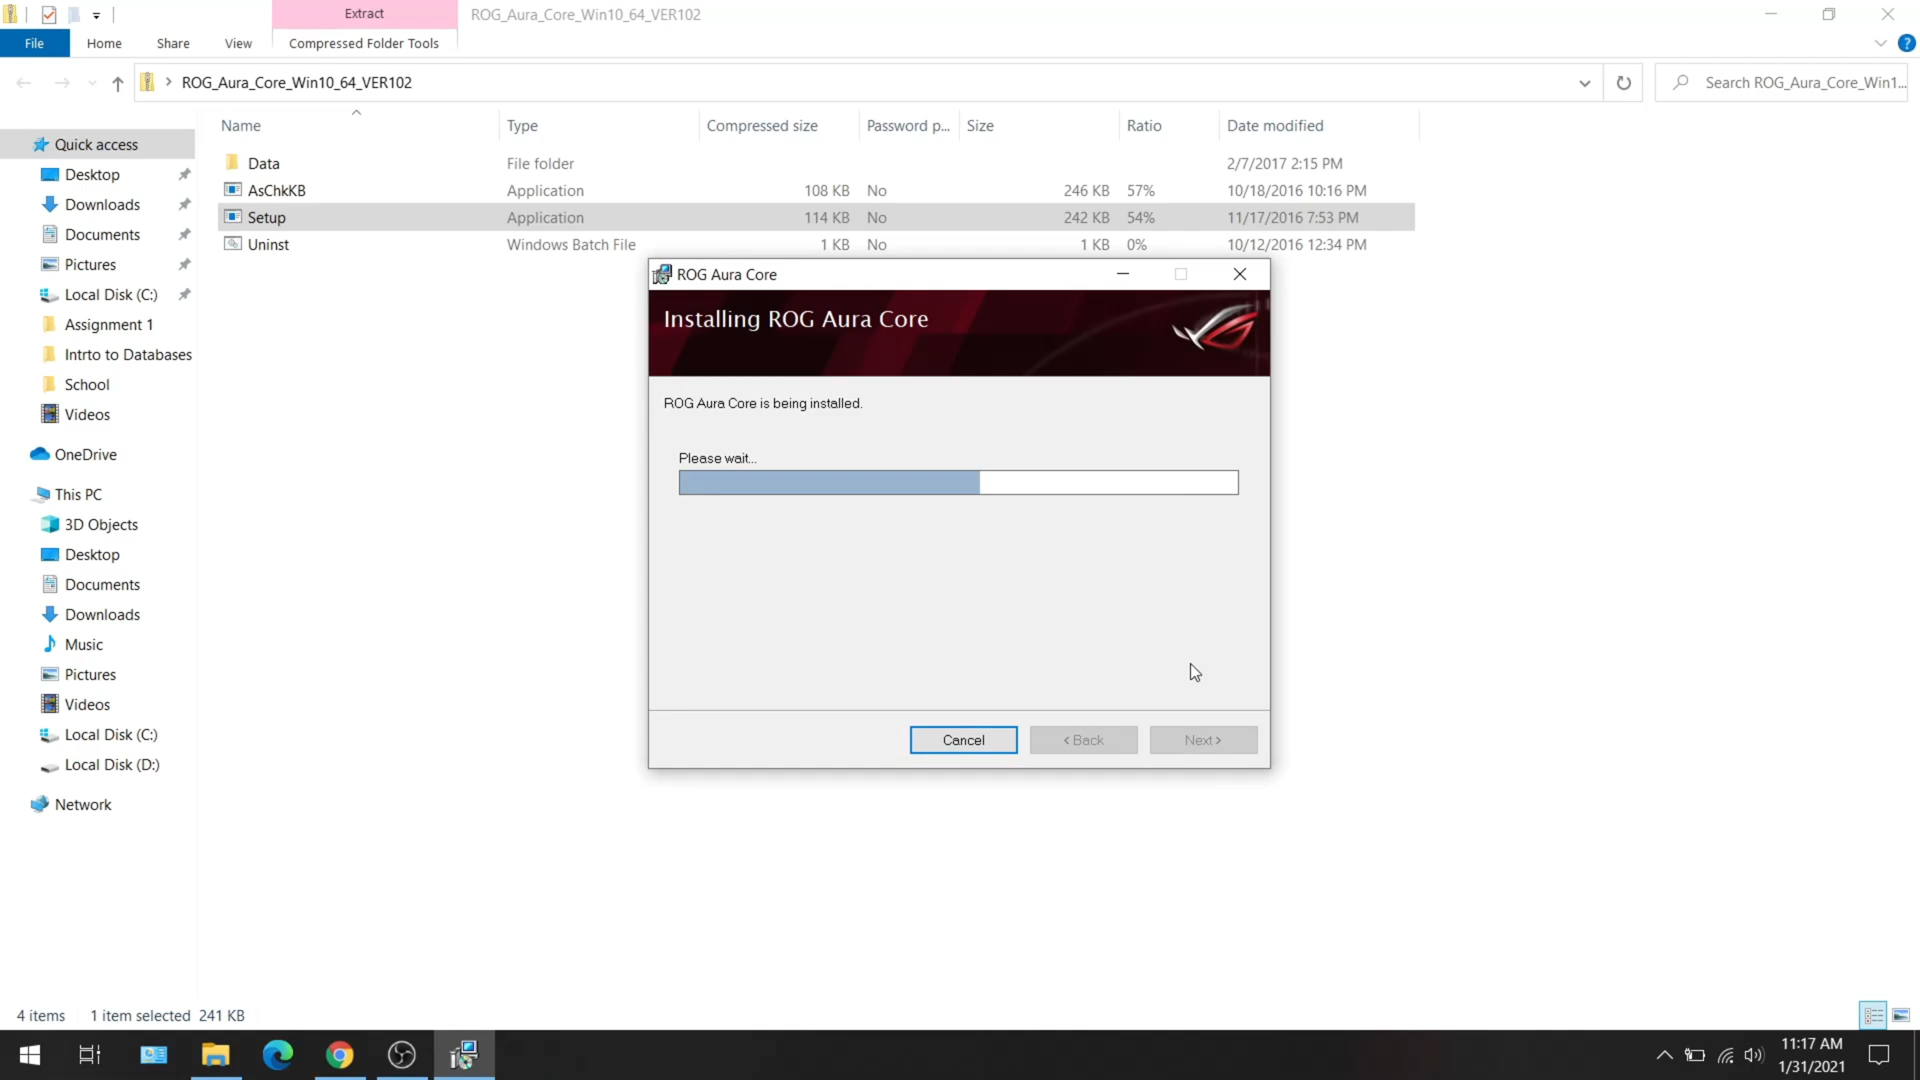 Extract
ROG_Aura_Core_Win10_64_VER102
File
Home
Share
View
Compressed Folder Tools
ROG_Aura_Core_Win10_64_VER102
Search ROG_Aura_Core_Win1...
Name
Type
Compressed size
Password p...
Size
Ratio
Date modified
Data
File folder
2/7/2017 2:15 PM
AsChkKB
Application
108 KB
No
246 KB
57%
10/18/2016 10:16 PM
Setup
Application
114 KB
No
242 KB
54%
11/17/2016 7:53 PM
Uninst
Windows Batch File
1 KB
No
1 KB
0%
10/12/2016 12:34 PM
Quick access
Desktop
Downloads
Documents
Pictures
Local Disk (C:)
Assignment 1
Intrto to Databases
School
Videos
OneDrive
This PC
3D Objects
Desktop
Documents
Downloads
Music
Pictures
Videos
Local Disk (C:)
Local Disk (D:)
Network
ROG Aura Core
Installing ROG Aura Core
ROG Aura Core is being installed.
Please wait...
Cancel
< Back
Next >
4 items
1 item selected 241 KB
11:17 AM
1/31/2021